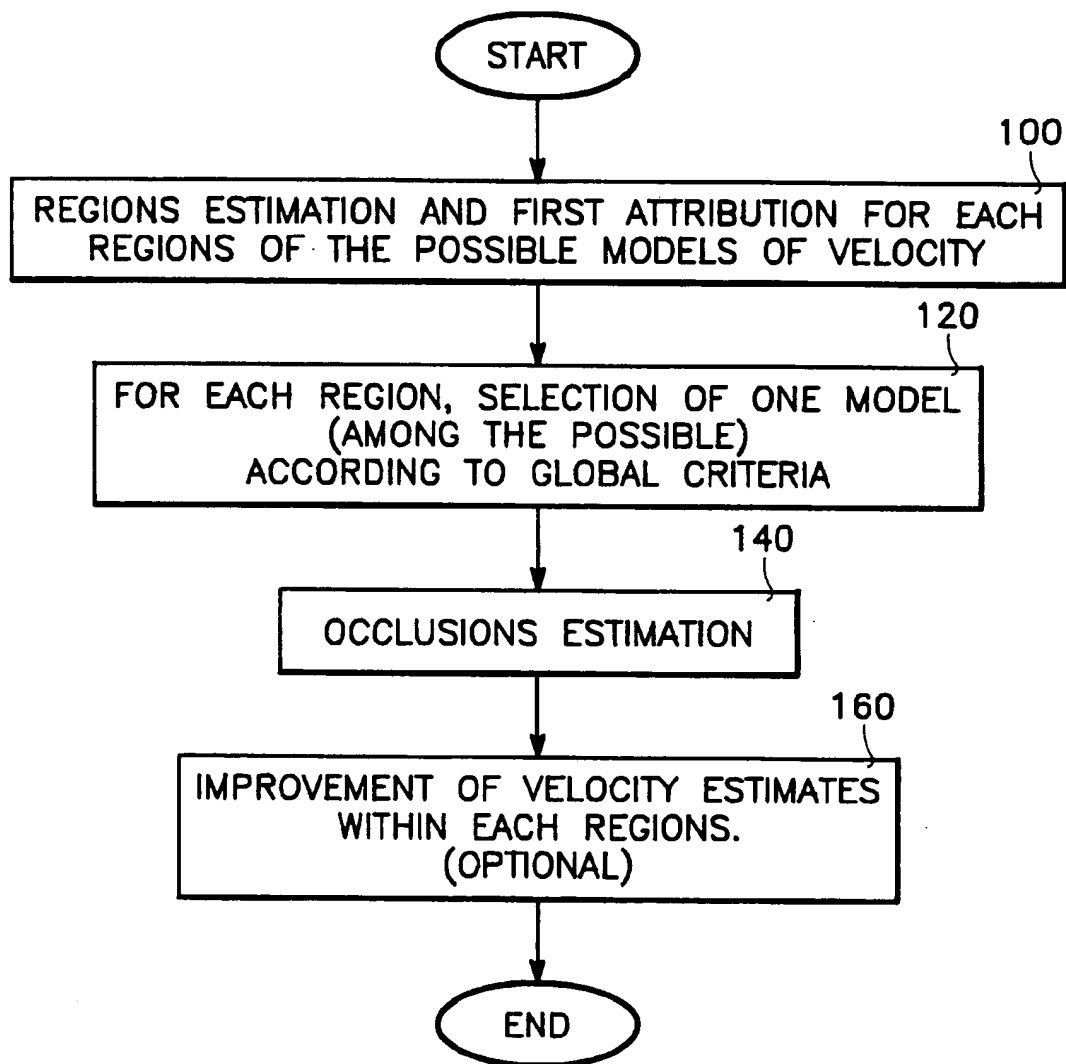 START
100
REGIONS ESTIMATION AND FIRST ATTRIBUTION FOR EACH
REGIONS OF THE POSSIBLE MODELS OF VELOCITY
120
FOR EACH REGION, SELECTION OF ONE MODEL
(AMONG THE POSSIBLE)
ACCORDING TO GLOBAL CRITERIA
140
OCCLUSIONS ESTIMATION
160
IMPROVEMENT OF VELOCITY ESTIMATES
WITHIN EACH REGIONS.
(OPTIONAL)
END